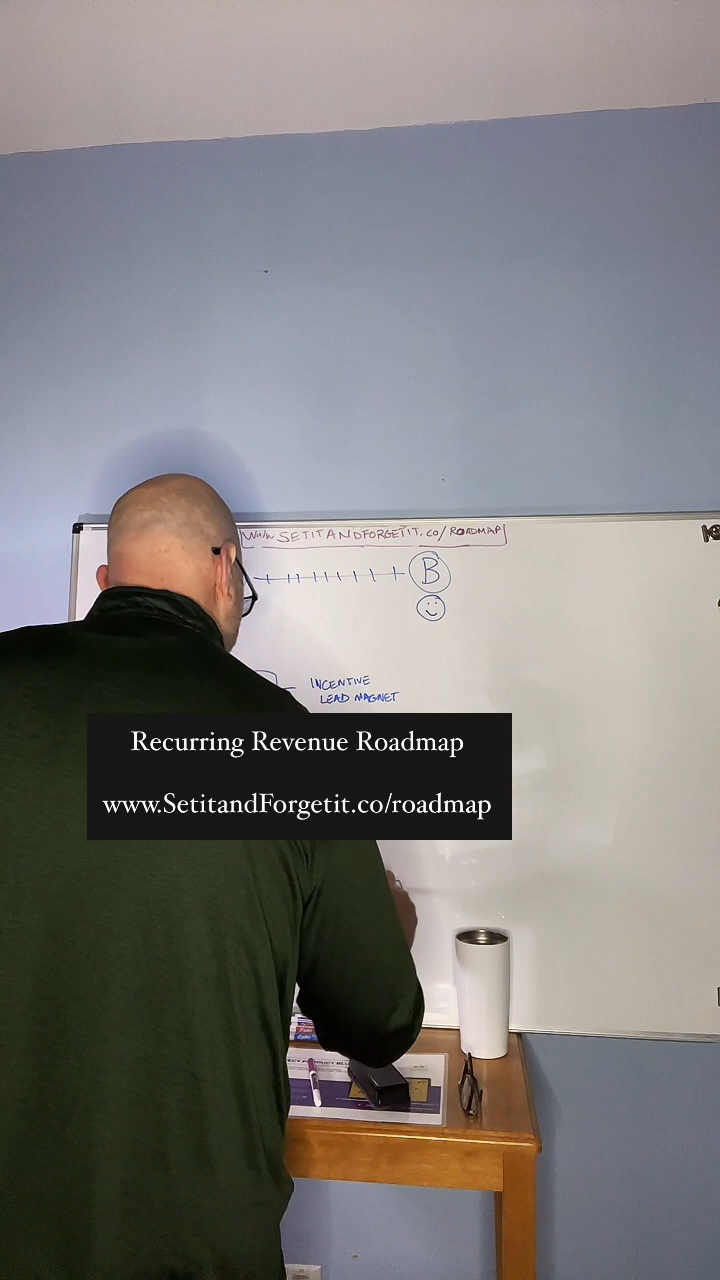 www.SETITANDFORGETIT.co/ROADMAP
B
INCENTIVE
LEAD MAGNET
Recurring Revenue Roadmap
www.SetitandForgetit.co/roadmap